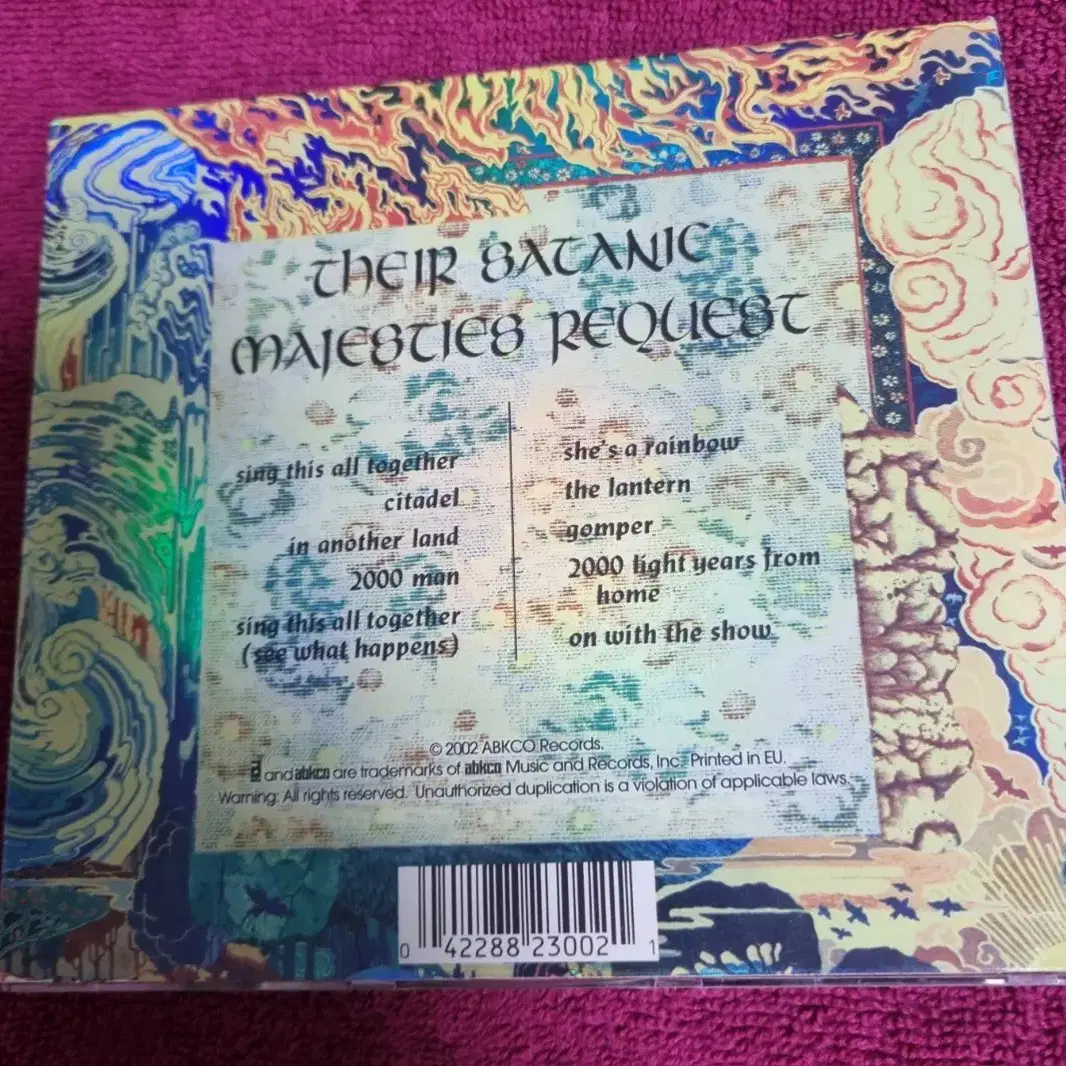 THEIR SATANIC
MAJESTIES REQUEST
sing this all together
citadel
in another land
2000 man
sing this all together
(see what happens)
she's a rainbow
the lantern
gomper
2000 light years from
home
on with the show
© 2002 ABKCO Records.
and abkco are trademarks of abkco Music and Records, Inc. Printed in EU.
Warning: All rights reserved. Unauthorized duplication is a violation of applicable laws.
0 42288 23002 1